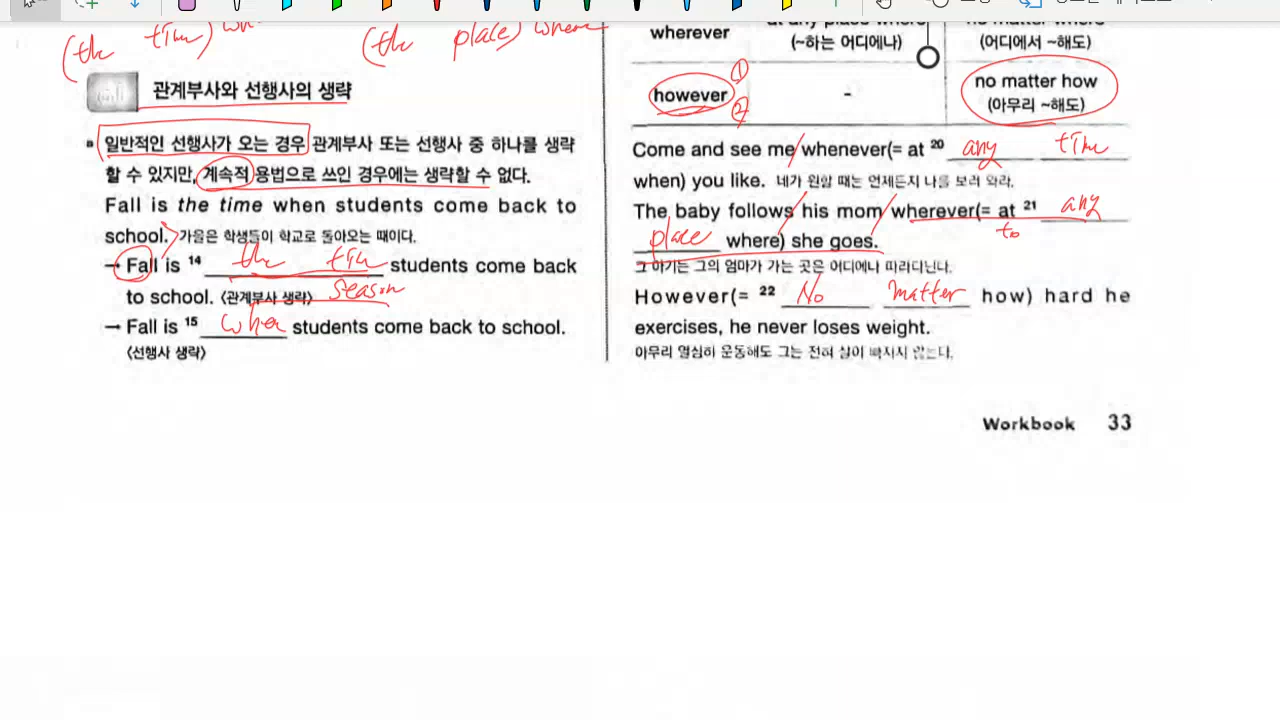 (the time) wh
(the place) where
관계부사와 선행사의 생략
일반적인 선행사가 오는 경우 관계부사 또는 선행사 중 하나를 생략
할 수 있지만, 계속적 용법으로 쓰인 경우에는 생략할 수 없다.
Fall is the time when students come back to
school. 가을은 학생들이 학교로 돌아오는 때이다.
→ Fall is 14 the time students come back
to school. 〈관계부사 생략〉 season
→ Fall is 15 when students come back to school.
〈선행사 생략〉
wherever at any place where no matter where
(~하는 어디에나) (어디에서 ~해도)
however ① ② - no matter how
(아무리 ~해도)
Come and see me whenever(= at 20 any time
when) you like. 네가 원할 때는 언제든지 나를 보러 와라.
The baby follows his mom wherever(= at 21 any
to
place where) she goes.
그 아기는 그의 엄마가 가는 곳은 어디에나 따라다닌다.
However(= 22 No matter how) hard he
exercises, he never loses weight.
아무리 열심히 운동해도 그는 전혀 살이 빠지지 않는다.
Workbook 33